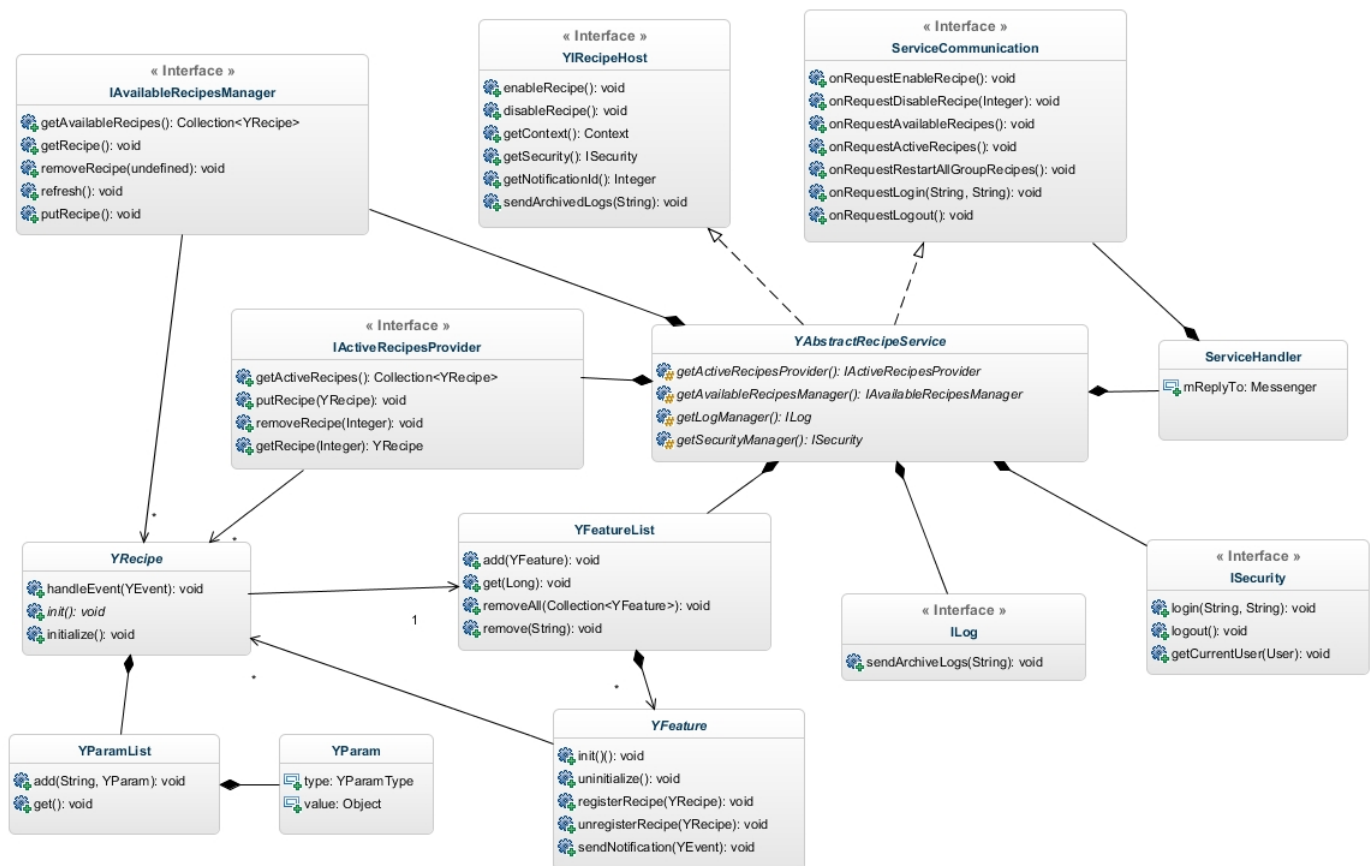 « Interface »
IAvailableRecipesManager
getAvailableRecipes(): Collection<YRecipe>
getRecipe(): void
removeRecipe(undefined): void
refresh(): void
putRecipe(): void
« Interface »
YIRecipeHost
enableRecipe(): void
disableRecipe(): void
getContext(): Context
getSecurity(): ISecurity
getNotificationId(): Integer
sendArchivedLogs(String): void
« Interface »
ServiceCommunication
onRequestEnableRecipe(): void
onRequestDisableRecipe(Integer): void
onRequestAvailableRecipes(): void
onRequestActiveRecipes(): void
onRequestRestartAllGroupRecipes(): void
onRequestLogin(String, String): void
onRequestLogout(): void
« Interface »
IActiveRecipesProvider
getActiveRecipes(): Collection<YRecipe>
putRecipe(YRecipe): void
removeRecipe(Integer): void
getRecipe(Integer): YRecipe
YAbstractRecipeService
getActiveRecipesProvider(): IActiveRecipesProvider
getAvailableRecipesManager(): IAvailableRecipesManager
getLogManager(): ILog
getSecurityManager(): ISecurity
ServiceHandler
mReplyTo: Messenger
*
*
YRecipe
handleEvent(YEvent): void
init(): void
initialize(): void
1
*
YFeatureList
add(YFeature): void
get(Long): void
removeAll(Collection<YFeature>): void
remove(String): void
*
« Interface »
ILog
sendArchiveLogs(String): void
« Interface »
ISecurity
login(String, String): void
logout(): void
getCurrentUser(User): void
YParamList
add(String, YParam): void
get(): void
YParam
type: YParamType
value: Object
YFeature
init()(): void
uninitialize(): void
registerRecipe(YRecipe): void
unregisterRecipe(YRecipe): void
sendNotification(YEvent): void